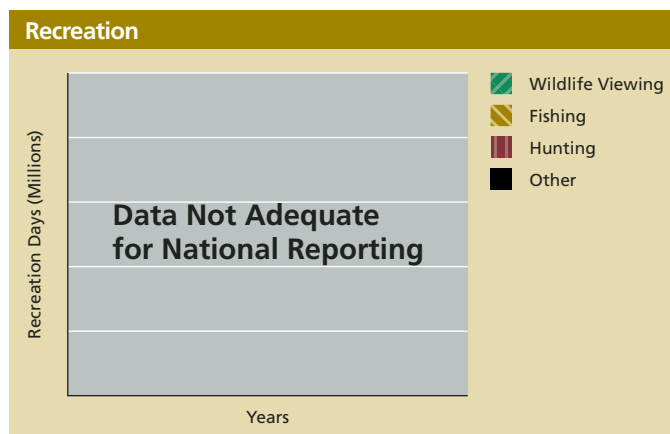 Recreation
Recreation Days (Millions)
Data Not Adequate
for National Reporting
Years
Wildlife Viewing
Fishing
Hunting
Other